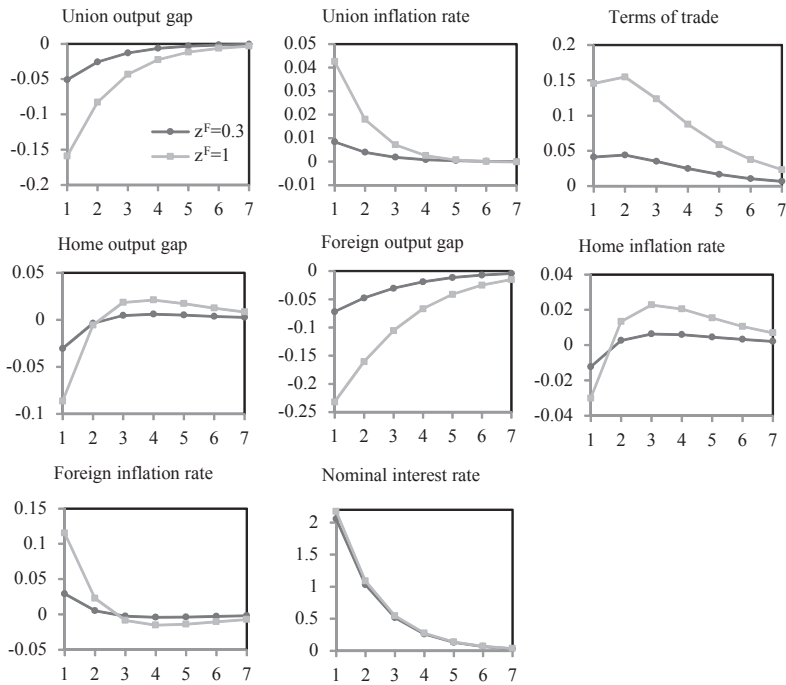 Union output gap
0
-0.05
-0.1
-0.15
-0.2
1 2 3 4 5 6 7
z^F=0.3
z^F=1
Union inflation rate
0.05
0.04
0.03
0.02
0.01
0
-0.01
1 2 3 4 5 6 7
Terms of trade
0.2
0.15
0.1
0.05
0
1 2 3 4 5 6 7
Home output gap
0.05
0
-0.05
-0.1
1 2 3 4 5 6 7
Foreign output gap
0
-0.05
-0.1
-0.15
-0.2
-0.25
1 2 3 4 5 6 7
Home inflation rate
0.04
0.02
0
-0.02
-0.04
1 2 3 4 5 6 7
Foreign inflation rate
0.15
0.1
0.05
0
-0.05
1 2 3 4 5 6 7
Nominal interest rate
2
1.5
1
0.5
0
1 2 3 4 5 6 7